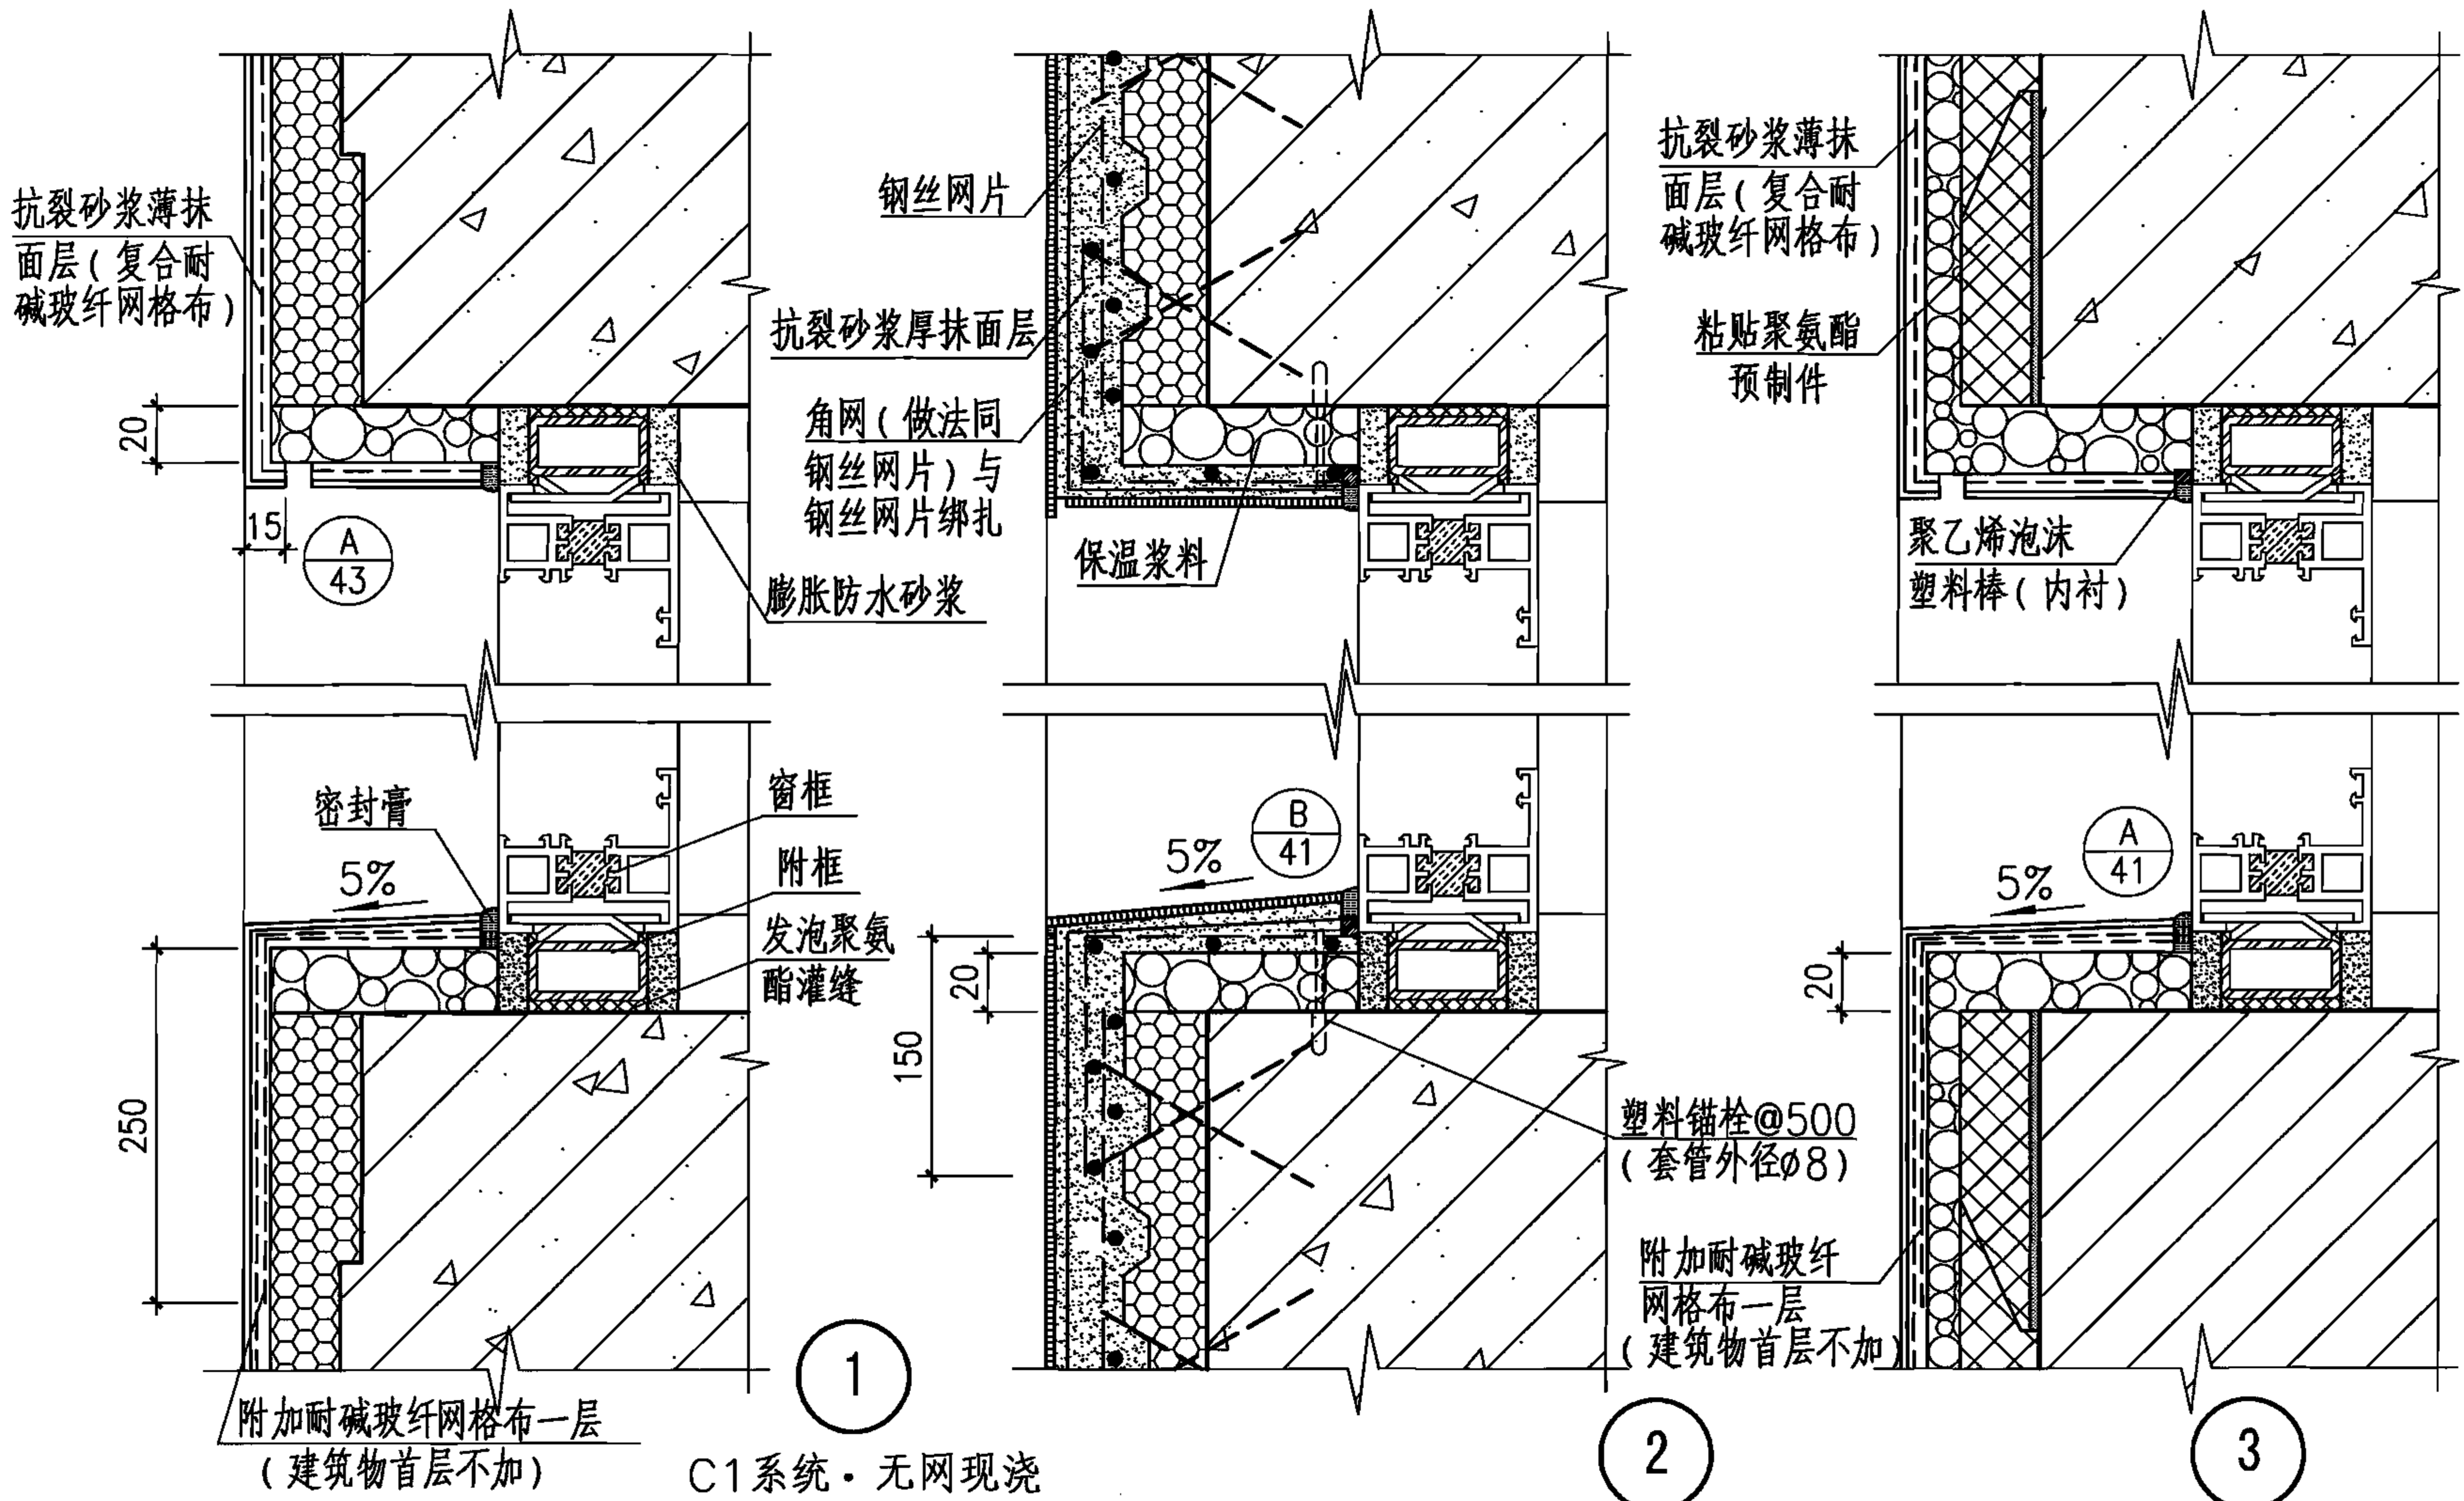 抗裂砂浆薄抹
面层(复合耐
碱玻纤网格布)
20
15
A
43
膨胀防水砂浆
密封膏
5%
窗框
附框
发泡聚氨
酯灌缝
250
附加耐碱玻纤网格布一层
(建筑物首层不加)
1
C1系统·无网现浇
钢丝网片
抗裂砂浆厚抹面层
角网(做法同
钢丝网片)与
钢丝网片绑扎
保温浆料
B
41
5%
20
150
塑料锚栓@500
(套管外径ø8)
2
抗裂砂浆薄抹
面层(复合耐
碱玻纤网格布)
粘贴聚氨酯
预制件
聚乙烯泡沫
塑料棒(内衬)
A
41
5%
20
附加耐碱玻纤
网格布一层
(建筑物首层不加)
3